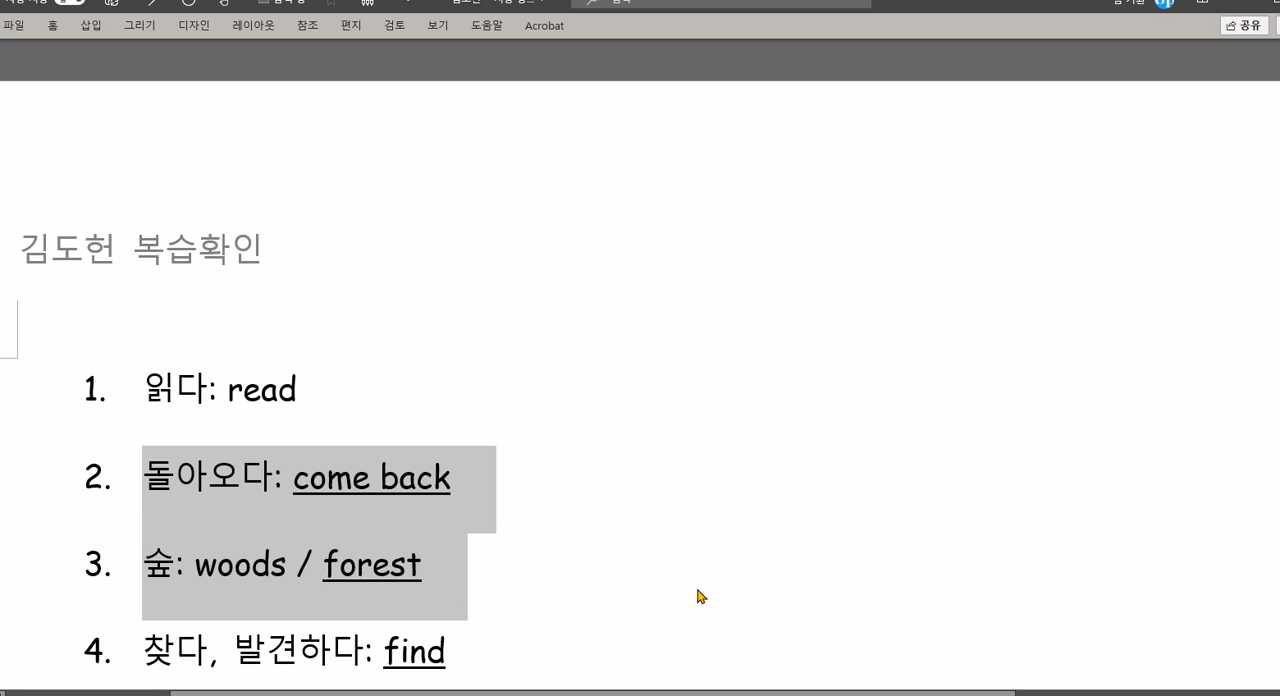 파일 홈 삽입 그리기 디자인 레이아웃 참조 편지 검토 보기 도움말 Acrobat 공유
김도헌 복습확인
1. 읽다: read
2. 돌아오다: come back
3. 숲: woods / forest
4. 찾다, 발견하다: find